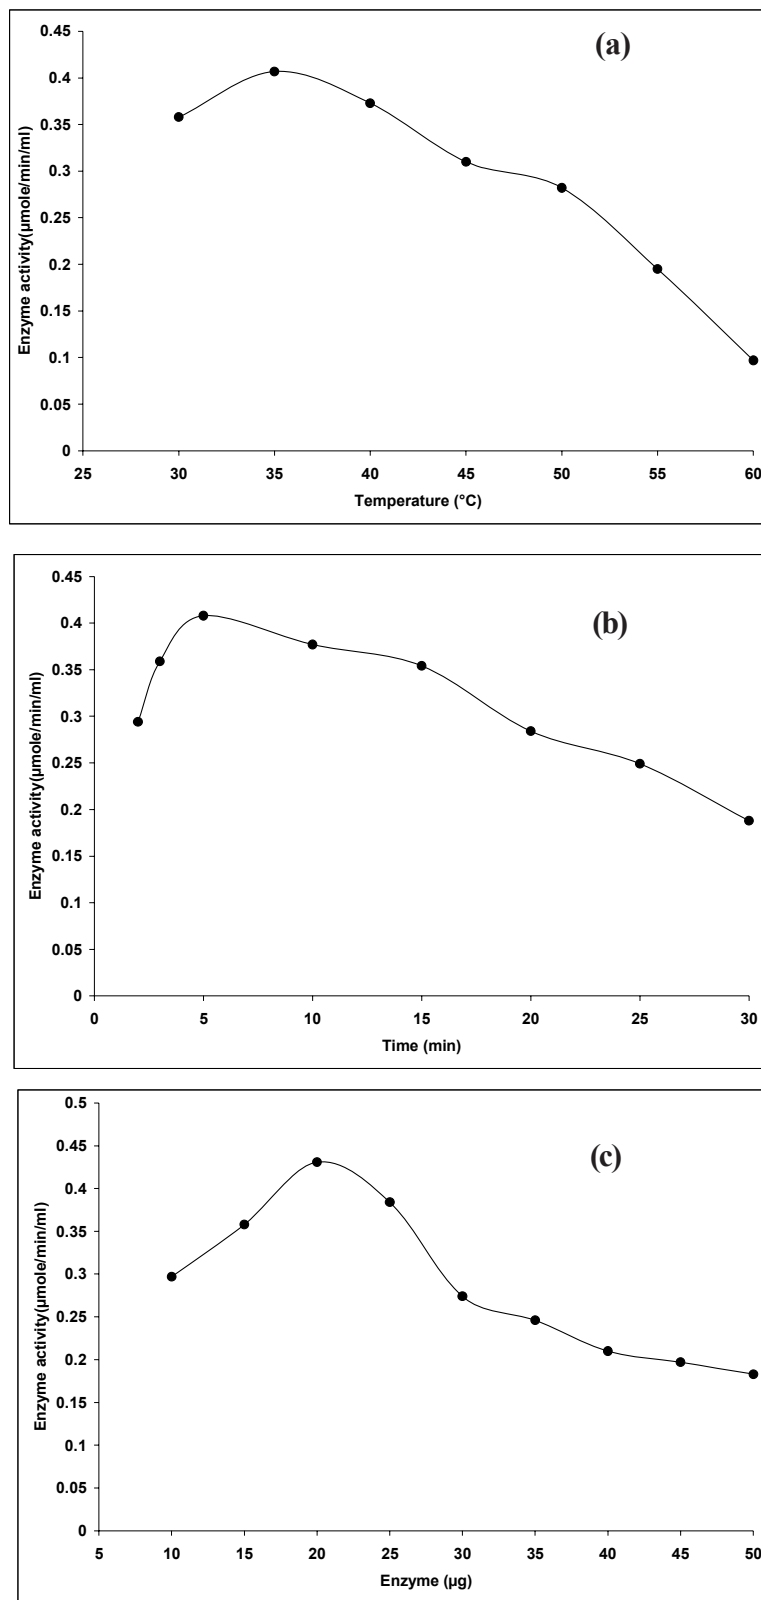 (a)
0.45
0.4
0.35
0.3
0.25
0.2
0.15
0.1
0.05
0
Enzyme activity(µmole/min/ml)
25 30 35 40 45 50 55 60
Temperature (°C)
(b)
0.45
0.4
0.35
0.3
0.25
0.2
0.15
0.1
0.05
0
Enzyme activity(µmole/min/ml)
0 5 10 15 20 25 30
Time (min)
(c)
0.5
0.45
0.4
0.35
0.3
0.25
0.2
0.15
0.1
0.05
0
Enzyme activity(µmole/min/ml)
5 10 15 20 25 30 35 40 45 50
Enzyme (µg)